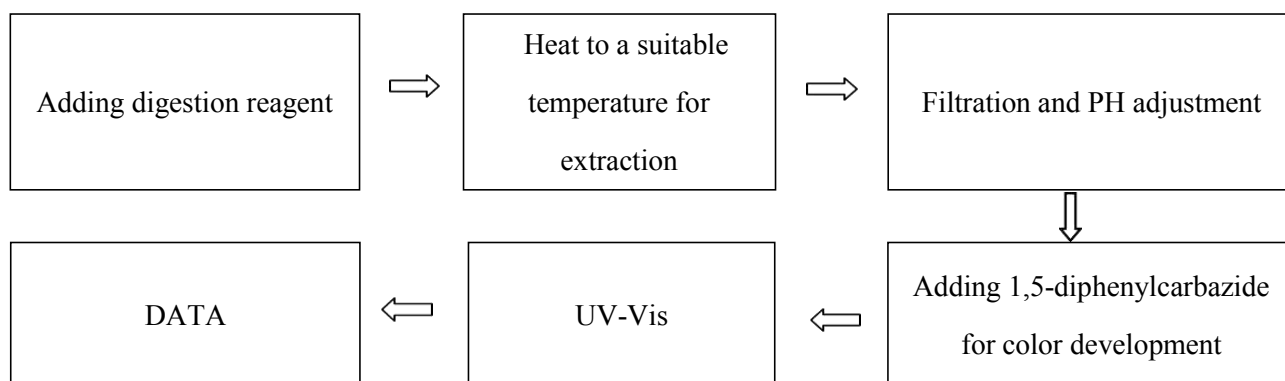 Adding digestion reagent
Heat to a suitable
temperature for
extraction
Filtration and PH adjustment
Adding 1,5-diphenylcarbazide
for color development
UV-Vis
DATA